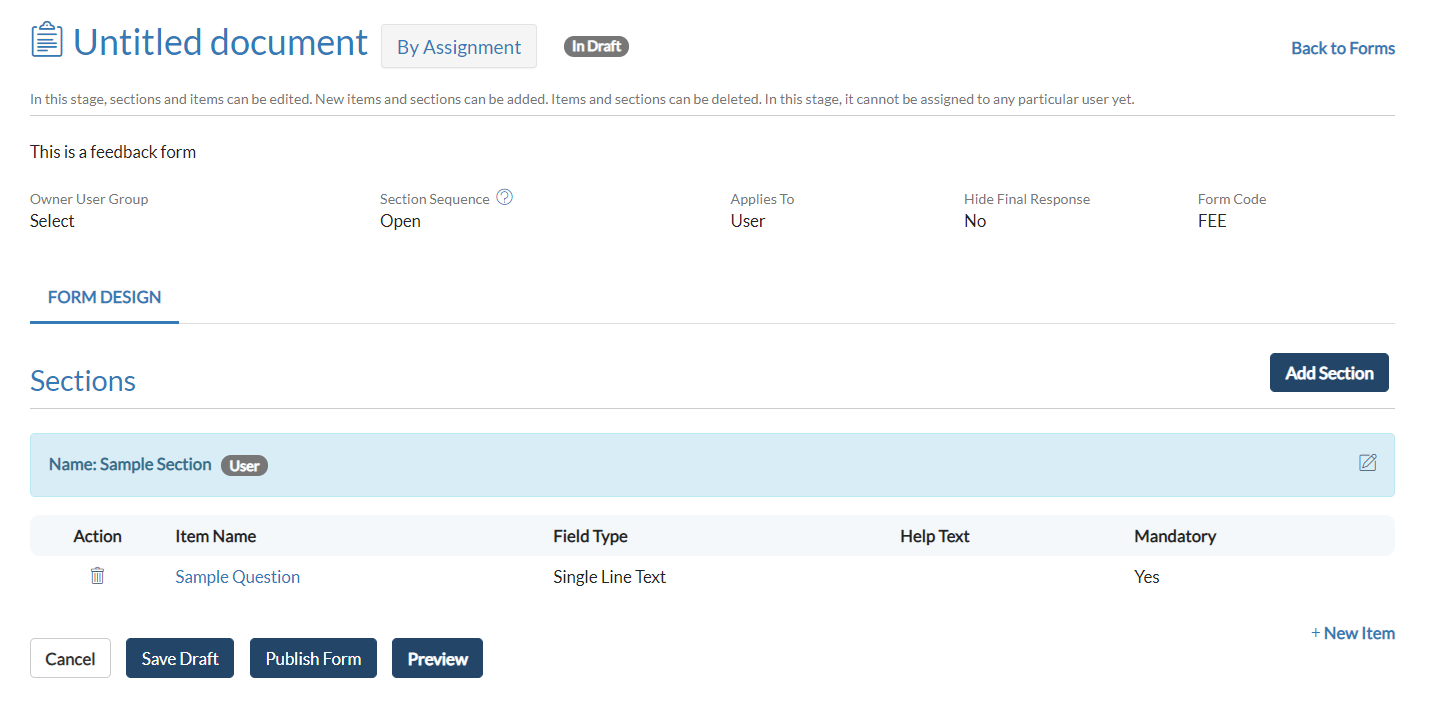 Untitled document By Assignment In Draft Back to Forms
In this stage, sections and items can be edited. New items and sections can be added. Items and sections can be deleted. In this stage, it cannot be assigned to any particular user yet.
This is a feedback form
Owner User Group Section Sequence Applies To Hide Final Response Form Code
Select Open User No FEE
FORM DESIGN
Sections Add Section
Name: Sample Section User
Action Item Name Field Type Help Text Mandatory
Sample Question Single Line Text Yes
+ New Item
Cancel Save Draft Publish Form Preview